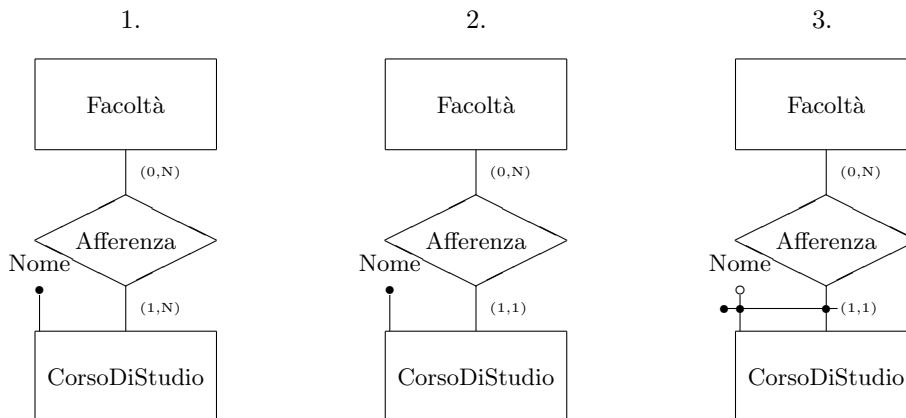 1.
Facoltà
(0,N)
Afferenza
Nome
(1,N)
CorsoDiStudio
2.
Facoltà
(0,N)
Afferenza
Nome
(1,1)
CorsoDiStudio
3.
Facoltà
(0,N)
Afferenza
Nome
(1,1)
CorsoDiStudio